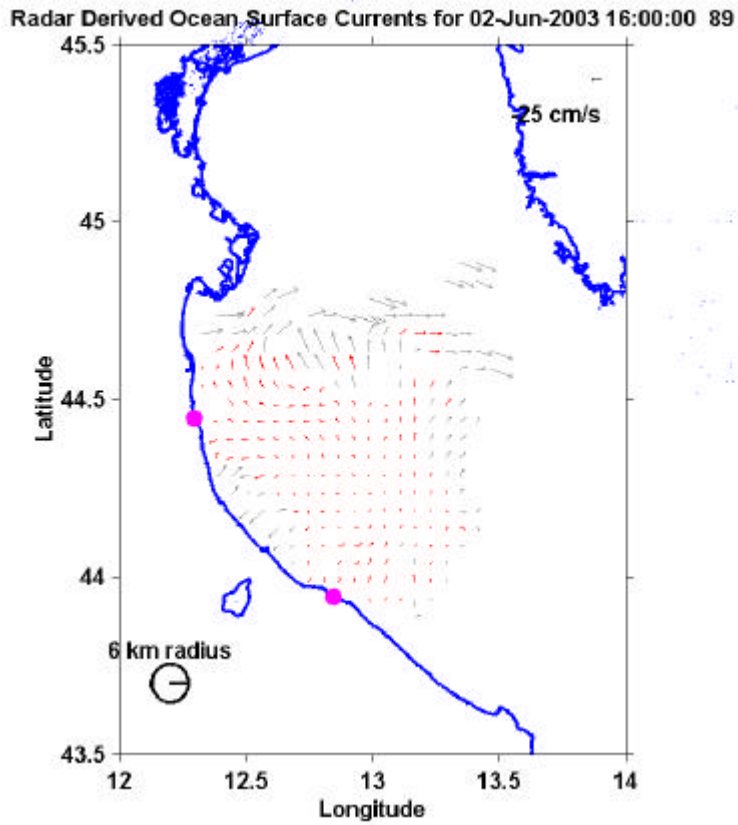 Radar Derived Ocean Surface Currents for 02-Jun-2003 16:00:00 89
45.5
25 cm/s
45
Latitude
44.5
44
6 km radius
43.5
12 12.5 13 13.5 14
Longitude